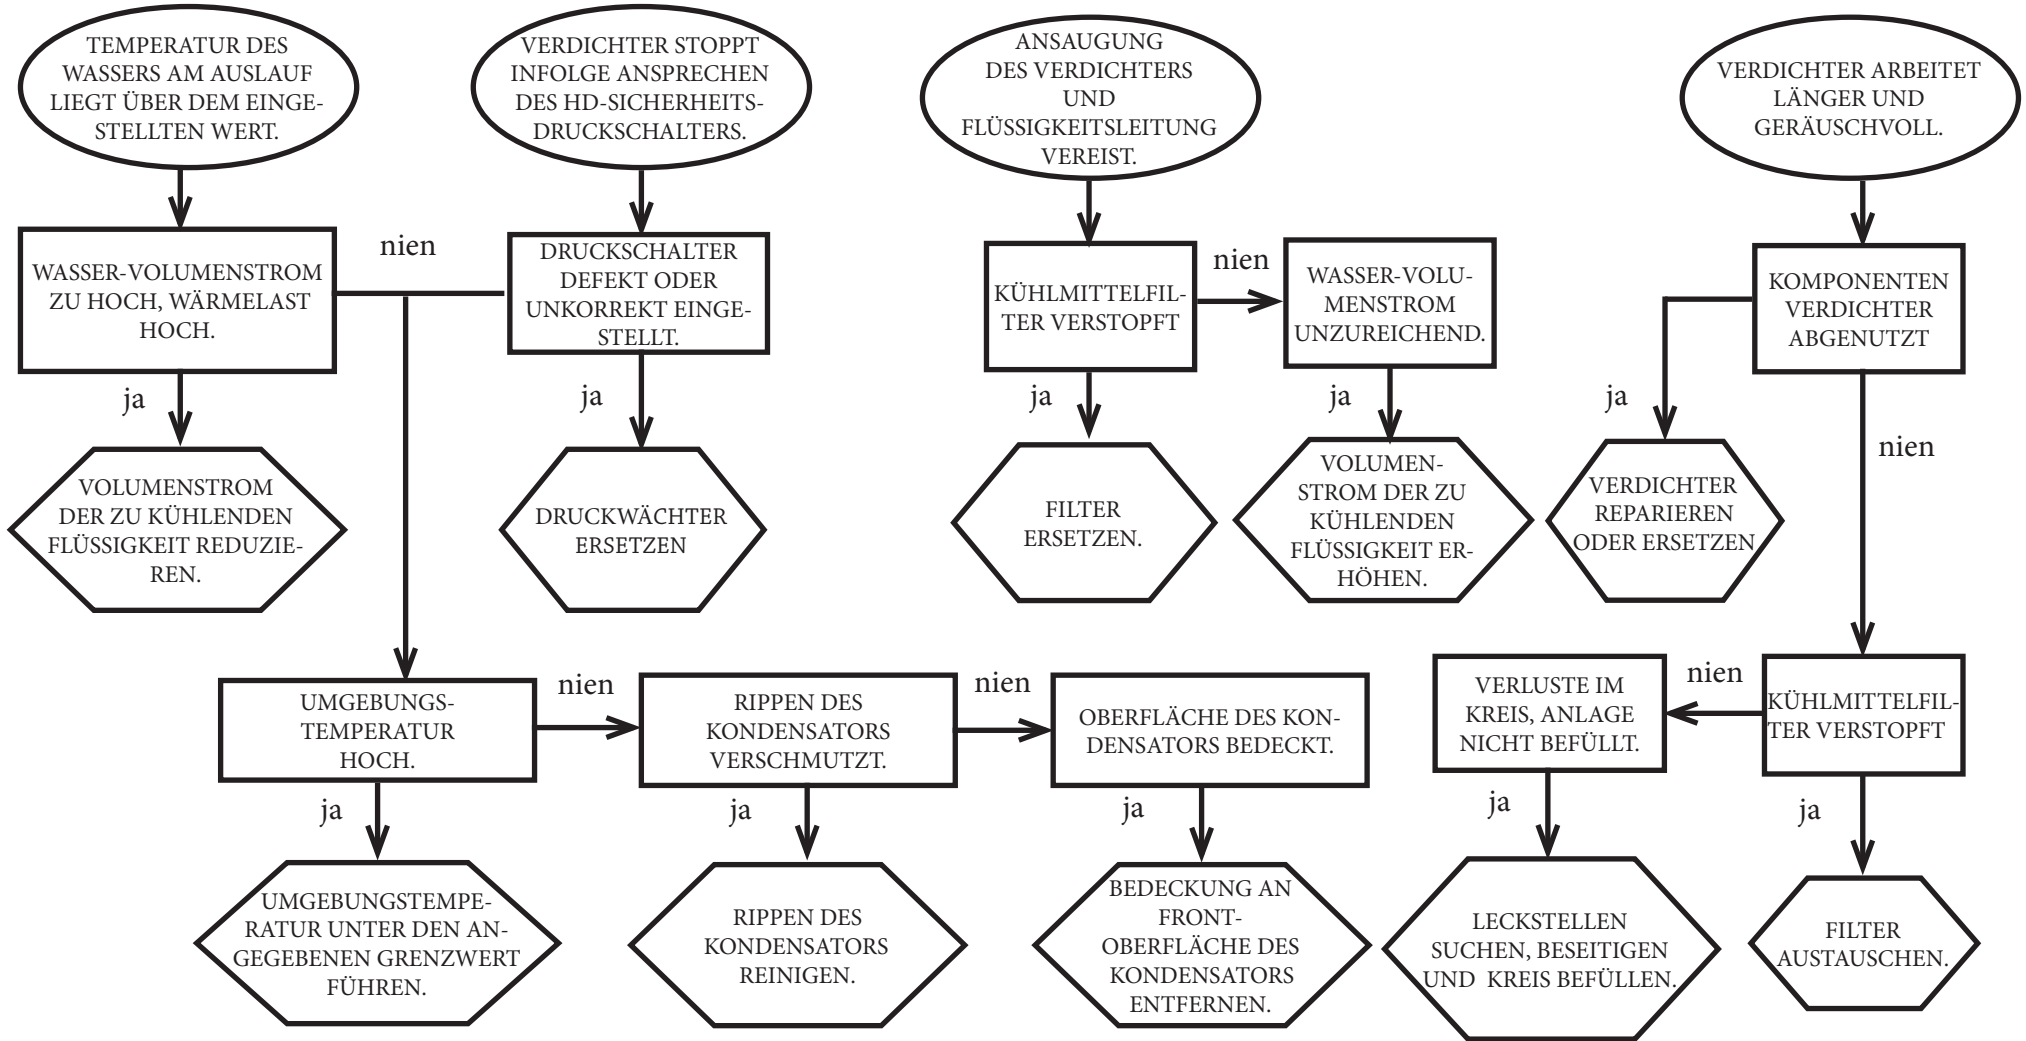 TEMPERATUR DES
WASSERS AM AUSLAUF
LIEGT ÜBER DEM EINGE-
STELLTEN WERT.
VERDICHTER STOPPT
INFOLGE ANSPRECHEN
DES HD-SICHERHEITS-
DRUCKSCHALTERS.
ANSAUGUNG
DES VERDICHTERS
UND
FLÜSSIGKEITSLEITUNG
VEREIST.
VERDICHTER ARBEITET
LÄNGER UND
GERÄUSCHVOLL.
WASSER-VOLUMENSTROM
ZU HOCH, WÄRMELAST
HOCH.
nien
DRUCKSCHALTER
DEFEKT ODER
UNKORREKT EINGE-
STELLT.
KÜHLMITTELFIL-
TER VERSTOPFT
nien
WASSER-VOLU-
MENSTROM
UNZUREICHEND.
KOMPONENTEN
VERDICHTER
ABGENUTZT
ja
ja
ja
ja
ja
nien
VOLUMENSTROM
DER ZU KÜHLENDEN
FLÜSSIGKEIT REDUZIE-
REN.
DRUCKWÄCHTER
ERSETZEN
FILTER
ERSETZEN.
VOLUMEN-
STROM DER ZU
KÜHLENDEN
FLÜSSIGKEIT ER-
HÖHEN.
VERDICHTER
REPARIEREN
ODER ERSETZEN
UMGEBUNGS-
TEMPERATUR
HOCH.
nien
RIPPEN DES
KONDENSATORS
VERSCHMUTZT.
nien
OBERFLÄCHE DES KON-
DENSATORS BEDECKT.
VERLUSTE IM
KREIS, ANLAGE
NICHT BEFÜLLT.
nien
KÜHLMITTELFIL-
TER VERSTOPFT
ja
ja
ja
ja
ja
UMGEBUNGSTEMPE-
RATUR UNTER DEN AN-
GEGEBENEN GRENZWERT
FÜHREN.
RIPPEN DES
KONDENSATORS
REINIGEN.
BEDECKUNG AN
FRONT-
OBERFLÄCHE DES
KONDENSATORS
ENTFERNEN.
LECKSTELLEN
SUCHEN, BESEITIGEN
UND KREIS BEFÜLLEN.
FILTER
AUSTAUSCHEN.